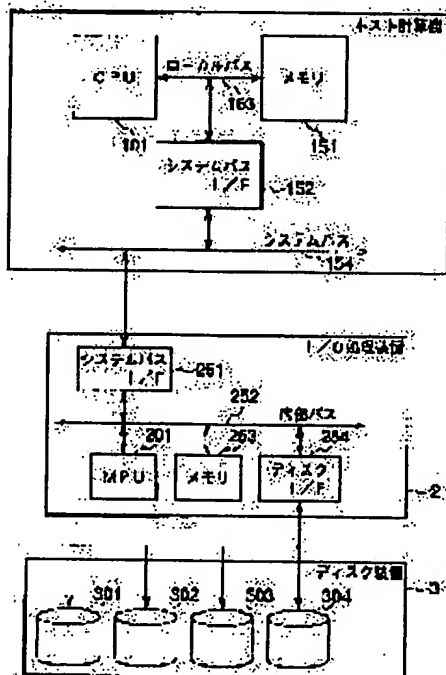 ホスト計算機
CPU
ローカルバス
メモリ
101
153
151
システムバス
I/F
152
システムバス
154
I/O処理装置
システムバス
I/F
251
252
内部バス
201
253
254
MPU
メモリ
ディスク
I/F
2
ディスク装置
3
301
302
303
304